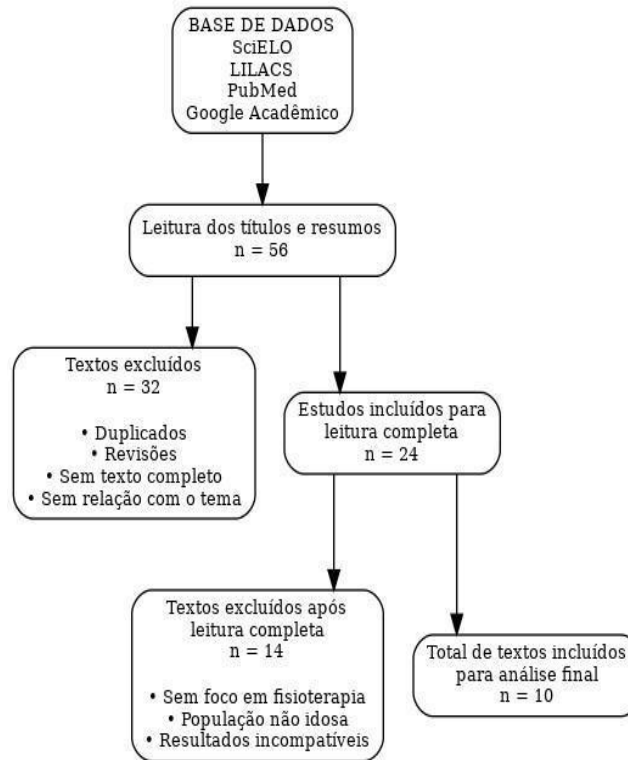 BASE DE DADOS
SciELO
LILACS
PubMed
Google Acadêmico
Leitura dos títulos e resumos
n = 56
Textos excluídos
n = 32
• Duplicados
• Revisões
• Sem texto completo
• Sem relação com o tema
Estudos incluídos para
leitura completa
n = 24
Textos excluídos após
leitura completa
n = 14
• Sem foco em fisioterapia
• População não idosa
• Resultados incompatíveis
Total de textos incluídos
para análise final
n = 10